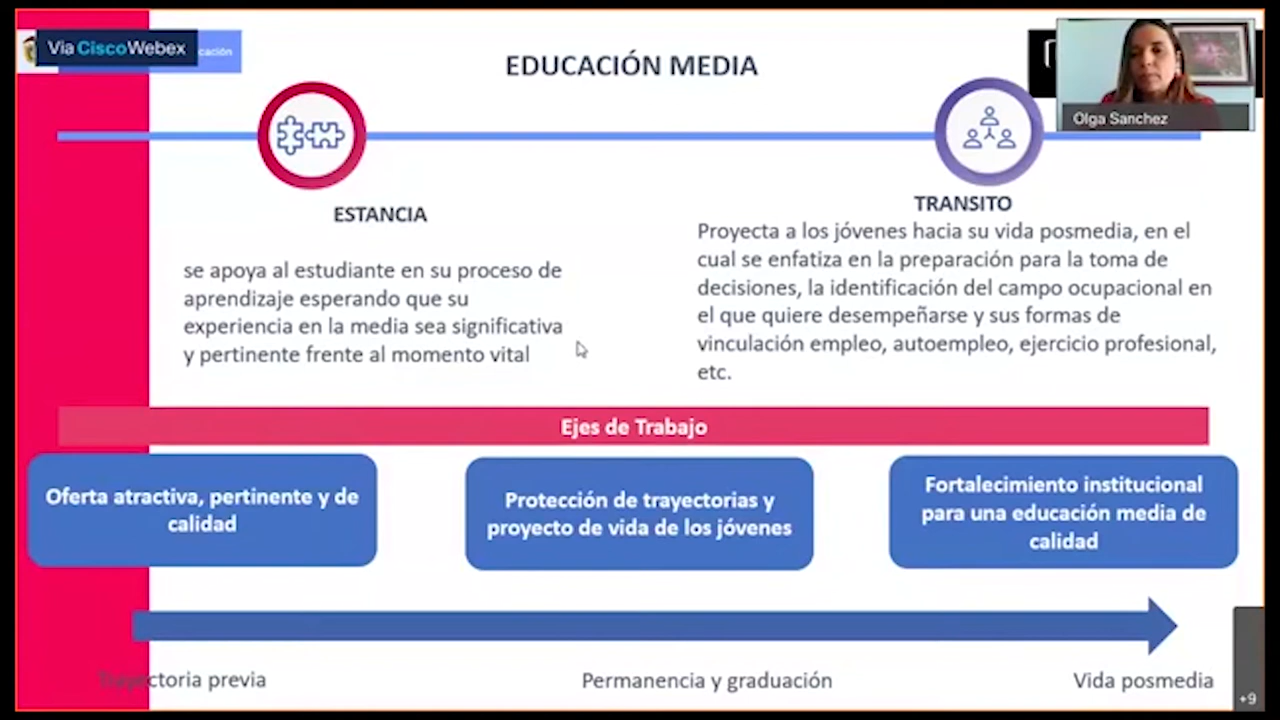 Via Cisco Webex
cación
EDUCACIÓN MEDIA
Olga Sanchez
ESTANCIA
se apoya al estudiante en su proceso de
aprendizaje esperando que su
experiencia en la media sea significativa
y pertinente frente al momento vital
TRANSITO
Proyecta a los jóvenes hacia su vida posmedia, en el
cual se enfatiza en la preparación para la toma de
decisiones, la identificación del campo ocupacional en
el que quiere desempeñarse y sus formas de
vinculación empleo, autoempleo, ejercicio profesional,
etc.
Ejes de Trabajo
Oferta atractiva, pertinente y de
calidad
Protección de trayectorias y
proyecto de vida de los jóvenes
Fortalecimiento institucional
para una educación media de
calidad
Trayectoria previa
Permanencia y graduación
Vida posmedia
+9